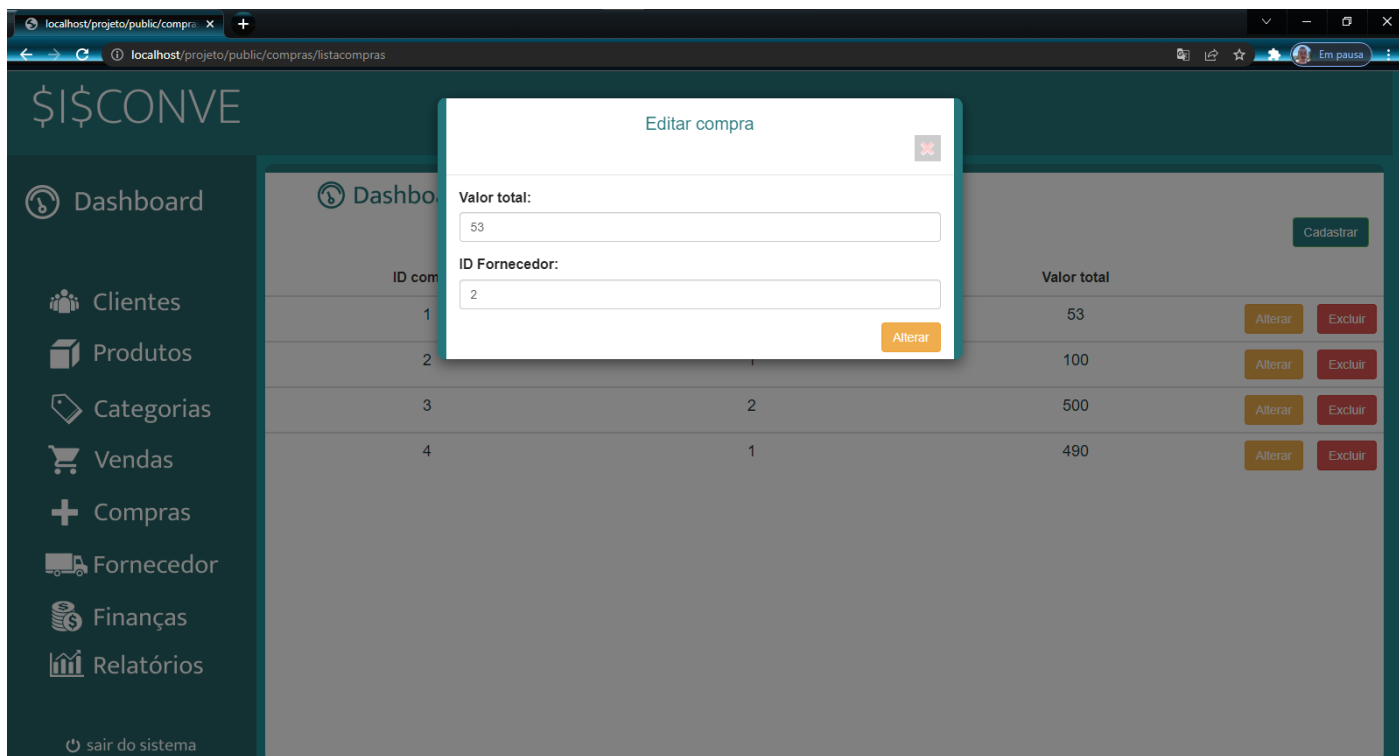 localhost/projeto/public/compra
localhost/projeto/public/compras/listacompras
Em pausa
$I$CONVE
Editar compra
Dashboard
Dashbo
Valor total:
53
Cadastrar
ID Fornecedor:
2
ID com
Valor total
1
53
Alterar
Excluir
Alterar
2
1
100
Alterar
Excluir
3
2
500
Alterar
Excluir
4
1
490
Alterar
Excluir
Clientes
Produtos
Categorias
Vendas
Compras
Fornecedor
Finanças
Relatórios
sair do sistema